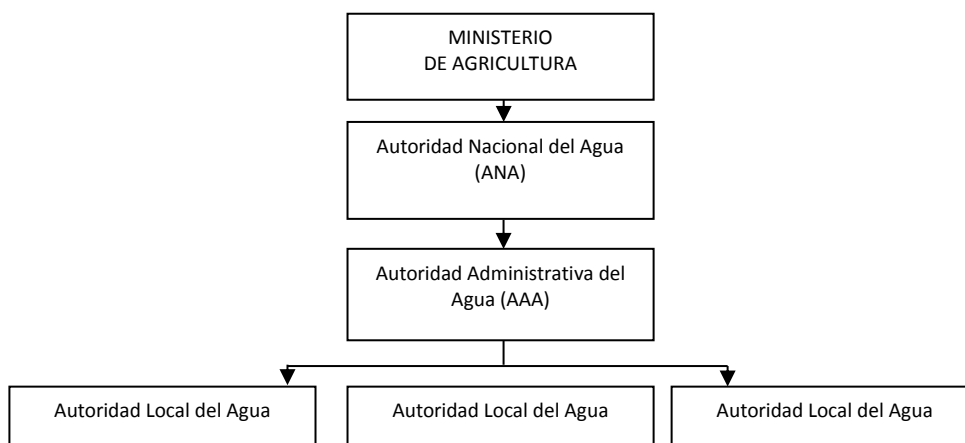 MINISTERIO
DE AGRICULTURA
Autoridad Nacional del Agua
(ANA)
Autoridad Administrativa del
Agua (AAA)
Autoridad Local del Agua
Autoridad Local del Agua
Autoridad Local del Agua